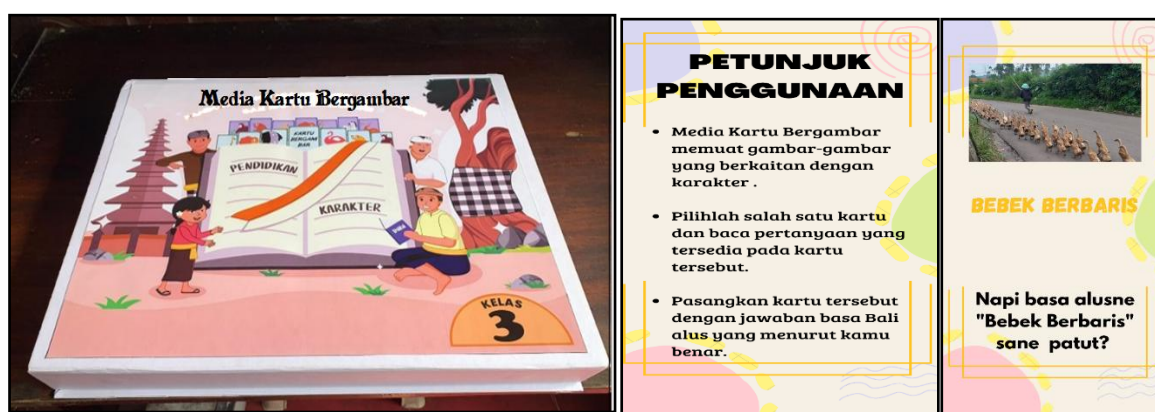 Media Kartu Bergambar
KARTU
BERGAM
BAR
PENDIDIKAN
KARAKTER
KELAS
3
PETUNJUK
PENGGUNAAN
• Media Kartu Bergambar
memuat gambar-gambar
yang berkaitan dengan
karakter .
• Pilihlah salah satu kartu
dan baca pertanyaan yang
tersedia pada kartu
tersebut.
• Pasangkan kartu tersebut
dengan jawaban basa Bali
alus yang menurut kamu
benar.
BEBEK BERBARIS
Napi basa alusne
"Bebek Berbaris"
sane patut?